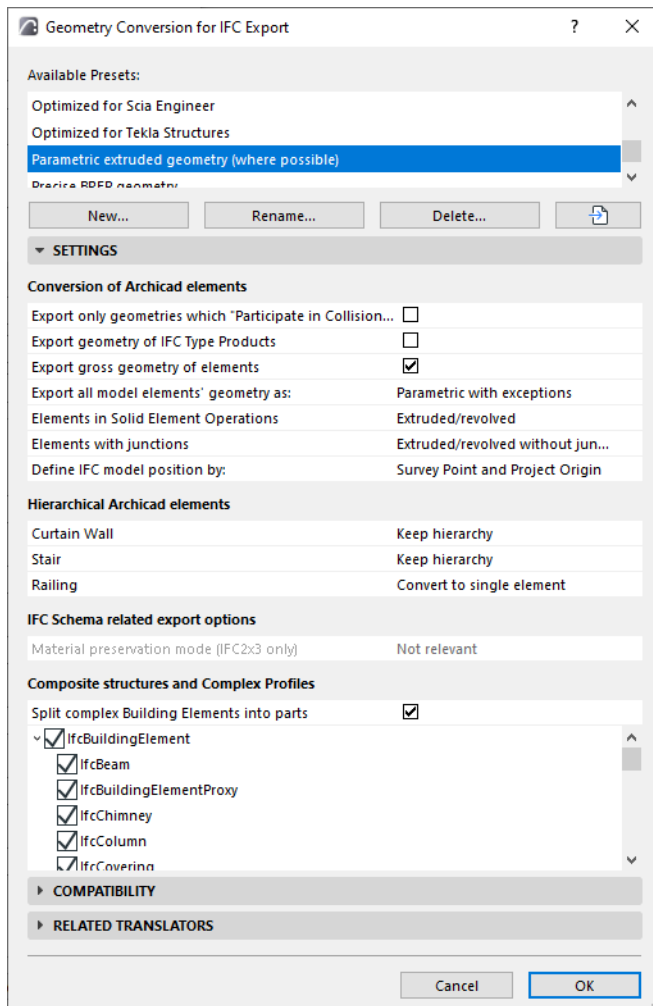 Geometry Conversion for IFC Export
Available Presets:
Optimized for Scia Engineer
Optimized for Tekla Structures
Parametric extruded geometry (where possible)
Precise BREP geometry
New... Rename... Delete...
SETTINGS
Conversion of Archicad elements
Export only geometries which "Participate in Collision...
Export geometry of IFC Type Products
Export gross geometry of elements
Export all model elements' geometry as: Parametric with exceptions
Elements in Solid Element Operations Extruded/revolved
Elements with junctions Extruded/revolved without jun...
Define IFC model position by: Survey Point and Project Origin
Hierarchical Archicad elements
Curtain Wall Keep hierarchy
Stair Keep hierarchy
Railing Convert to single element
IFC Schema related export options
Material preservation mode (IFC2x3 only) Not relevant
Composite structures and Complex Profiles
Split complex Building Elements into parts
IfcBuildingElement
IfcBeam
IfcBuildingElementProxy
IfcChimney
IfcColumn
IfcCovering
COMPATIBILITY
RELATED TRANSLATORS
Cancel OK